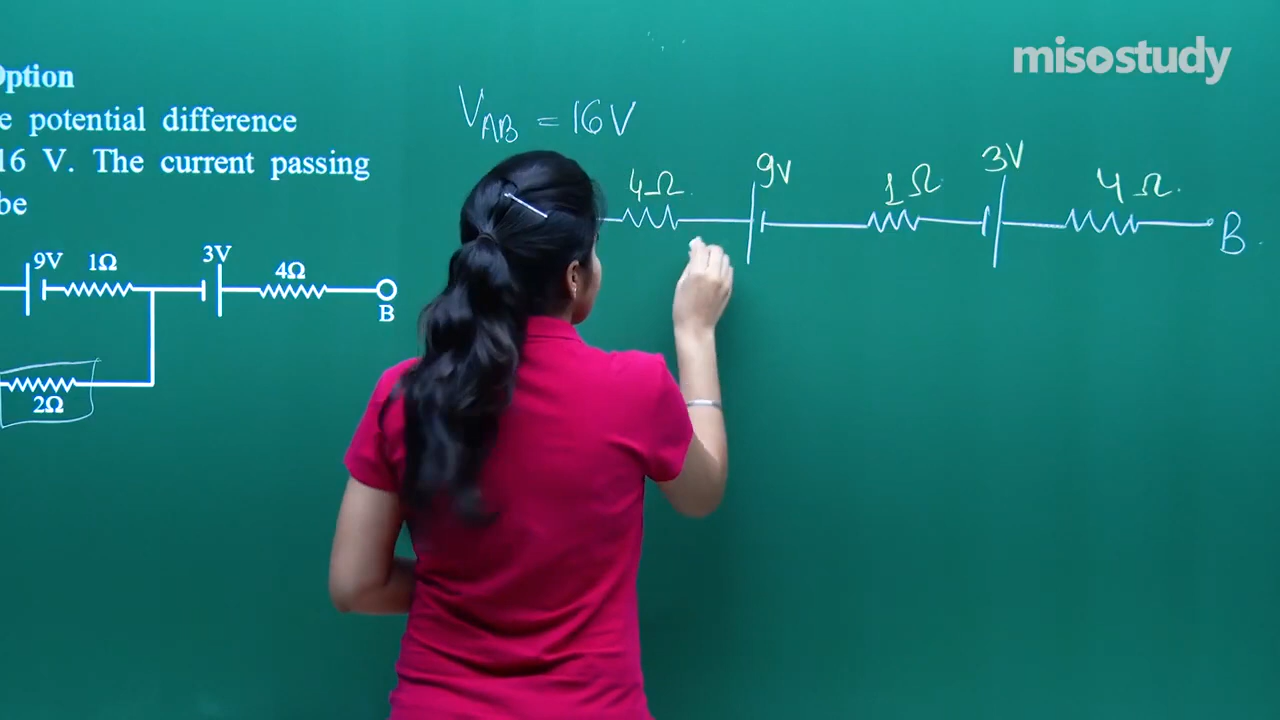 misostudy
Option
e potential difference
16 V. The current passing
be
9V 1Ω 3V 4Ω
B
2Ω
V_AB = 16V
4Ω 9V 1Ω 3V 4Ω
B